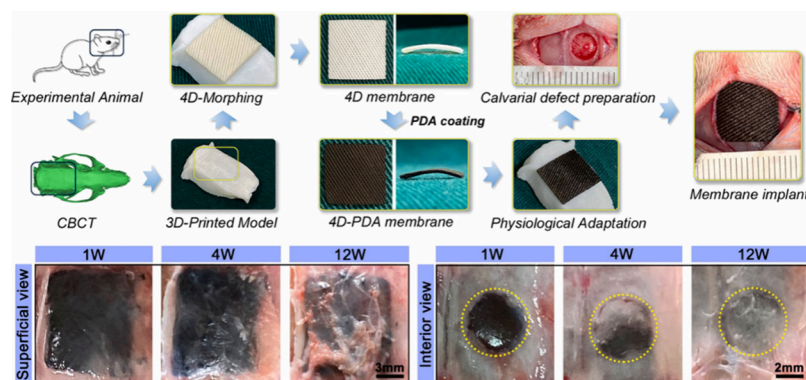 Experimental Animal
4D-Morphing
4D membrane
Calvarial defect preparation
PDA coating
CBCT
3D-Printed Model
4D-PDA membrane
Physiological Adaptation
Membrane implant
1W
4W
12W
1W
4W
12W
Superficial view
3mm
Interior view
2mm